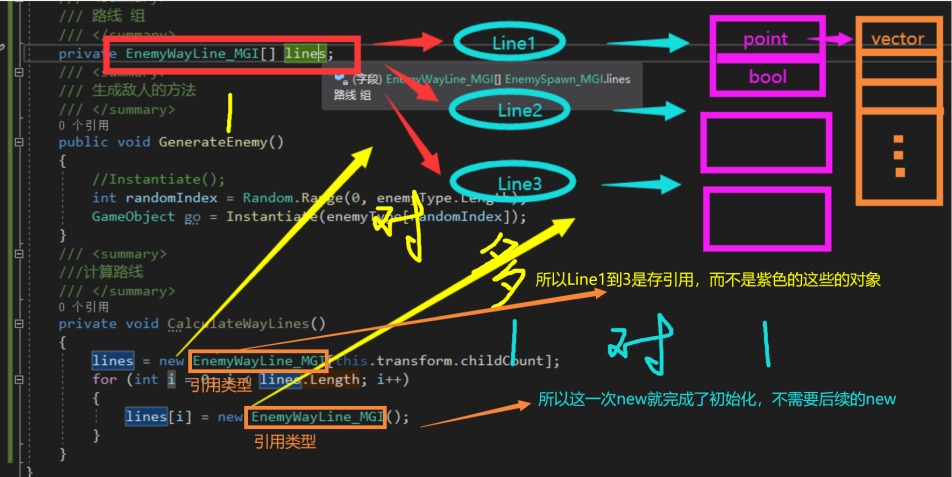 /// 路线 组
/// </summary>
private EnemyWayLine_MGI[] lines;
/// <summary>
(字段) EnemyWayLine_MGI[] EnemySpawn_MGI.lines
路线 组
/// 生成敌人的方法
/// </summary>
0 个引用
public void GenerateEnemy()
{
//Instantiate();
int randomIndex = Random.Range(0, enemyType.Length);
GameObject go = Instantiate(enemyType[randomIndex]);
}
/// <summary>
///计算路线
/// </summary>
0 个引用
private void CalculateWayLines()
{
lines = new EnemyWayLine_MGI[this.transform.childCount];
引用类型
for (int i = 0; i < lines.Length; i++)
{
lines[i] = new EnemyWayLine_MGI();
引用类型
}
}
}
Line1
Line2
Line3
point
bool
vector
1 对 多
所以Line1到3是存引用，而不是紫色的这些的对象
1 对 1
所以这一次new就完成了初始化，不需要后续的new